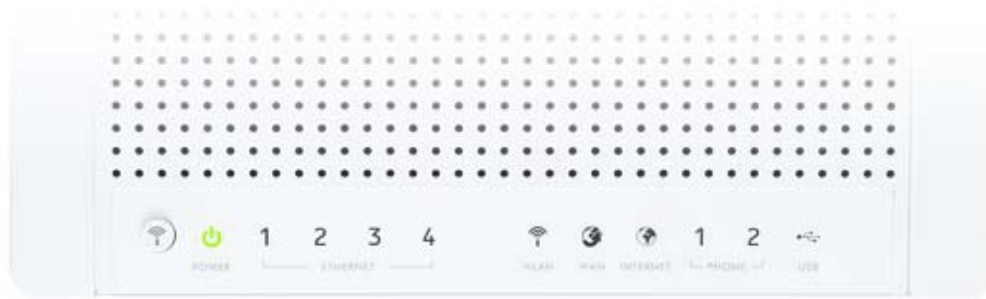 1 2 3 4 1 2
POWER ETHERNET WLAN WAN INTERNET PHONE USB